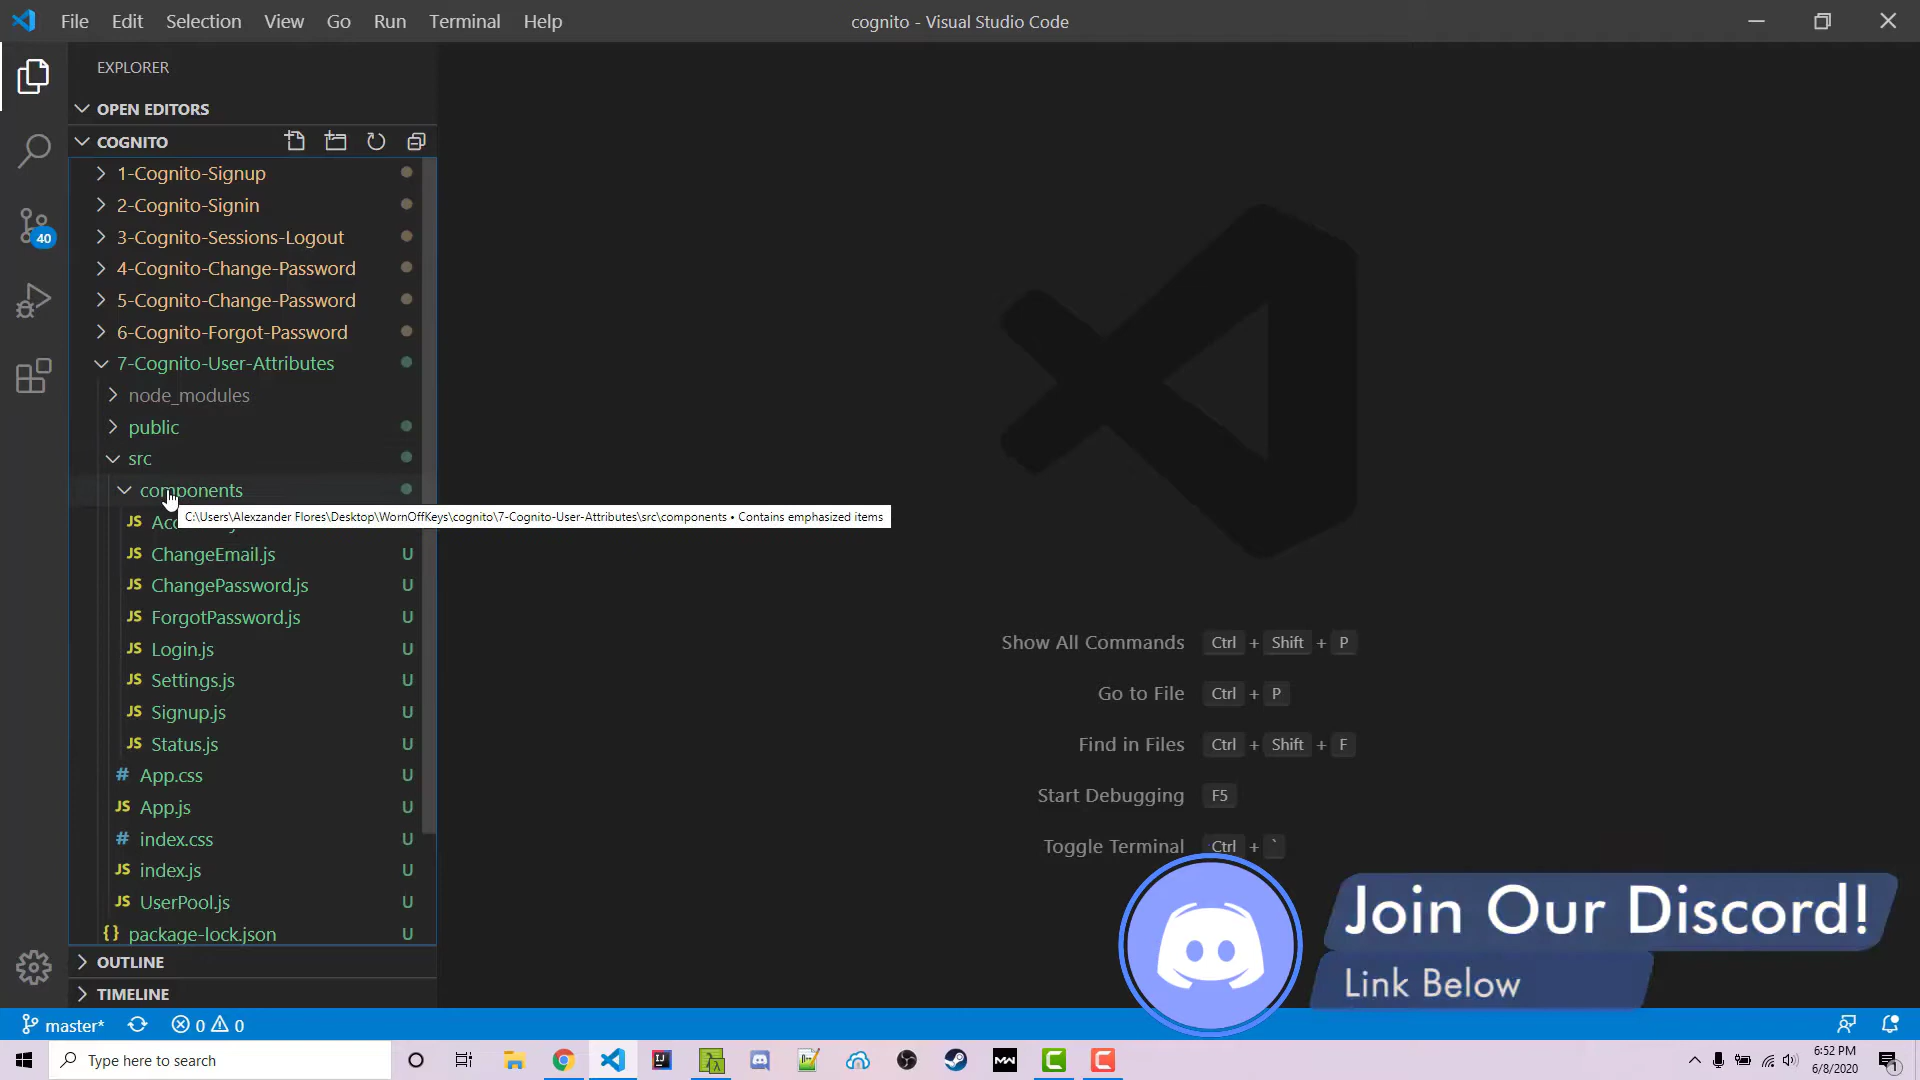 File Edit Selection View Go Run Terminal Help
cognito - Visual Studio Code
EXPLORER
OPEN EDITORS
COGNITO
1-Cognito-Signup
2-Cognito-Signin
3-Cognito-Sessions-Logout
4-Cognito-Change-Password
5-Cognito-Change-Password
6-Cognito-Forgot-Password
7-Cognito-User-Attributes
node_modules
public
src
components
C:\Users\Alexzander Flores\Desktop\WornOffKeys\cognito\7-Cognito-User-Attributes\src\components • Contains emphasized items
JS
JS ChangeEmail.js U
JS ChangePassword.js U
JS ForgotPassword.js U
JS Login.js U
JS Settings.js U
JS Signup.js U
JS Status.js U
# App.css U
JS App.js U
# index.css U
JS index.js U
JS UserPool.js U
{} package-lock.json U
OUTLINE
TIMELINE
40
Show All Commands Ctrl + Shift + P
Go to File Ctrl + P
Find in Files Ctrl + Shift + F
Start Debugging F5
Toggle Terminal Ctrl + `
Join Our Discord!
Link Below
master* 0 0
Type here to search
6:52 PM
6/8/2020
1